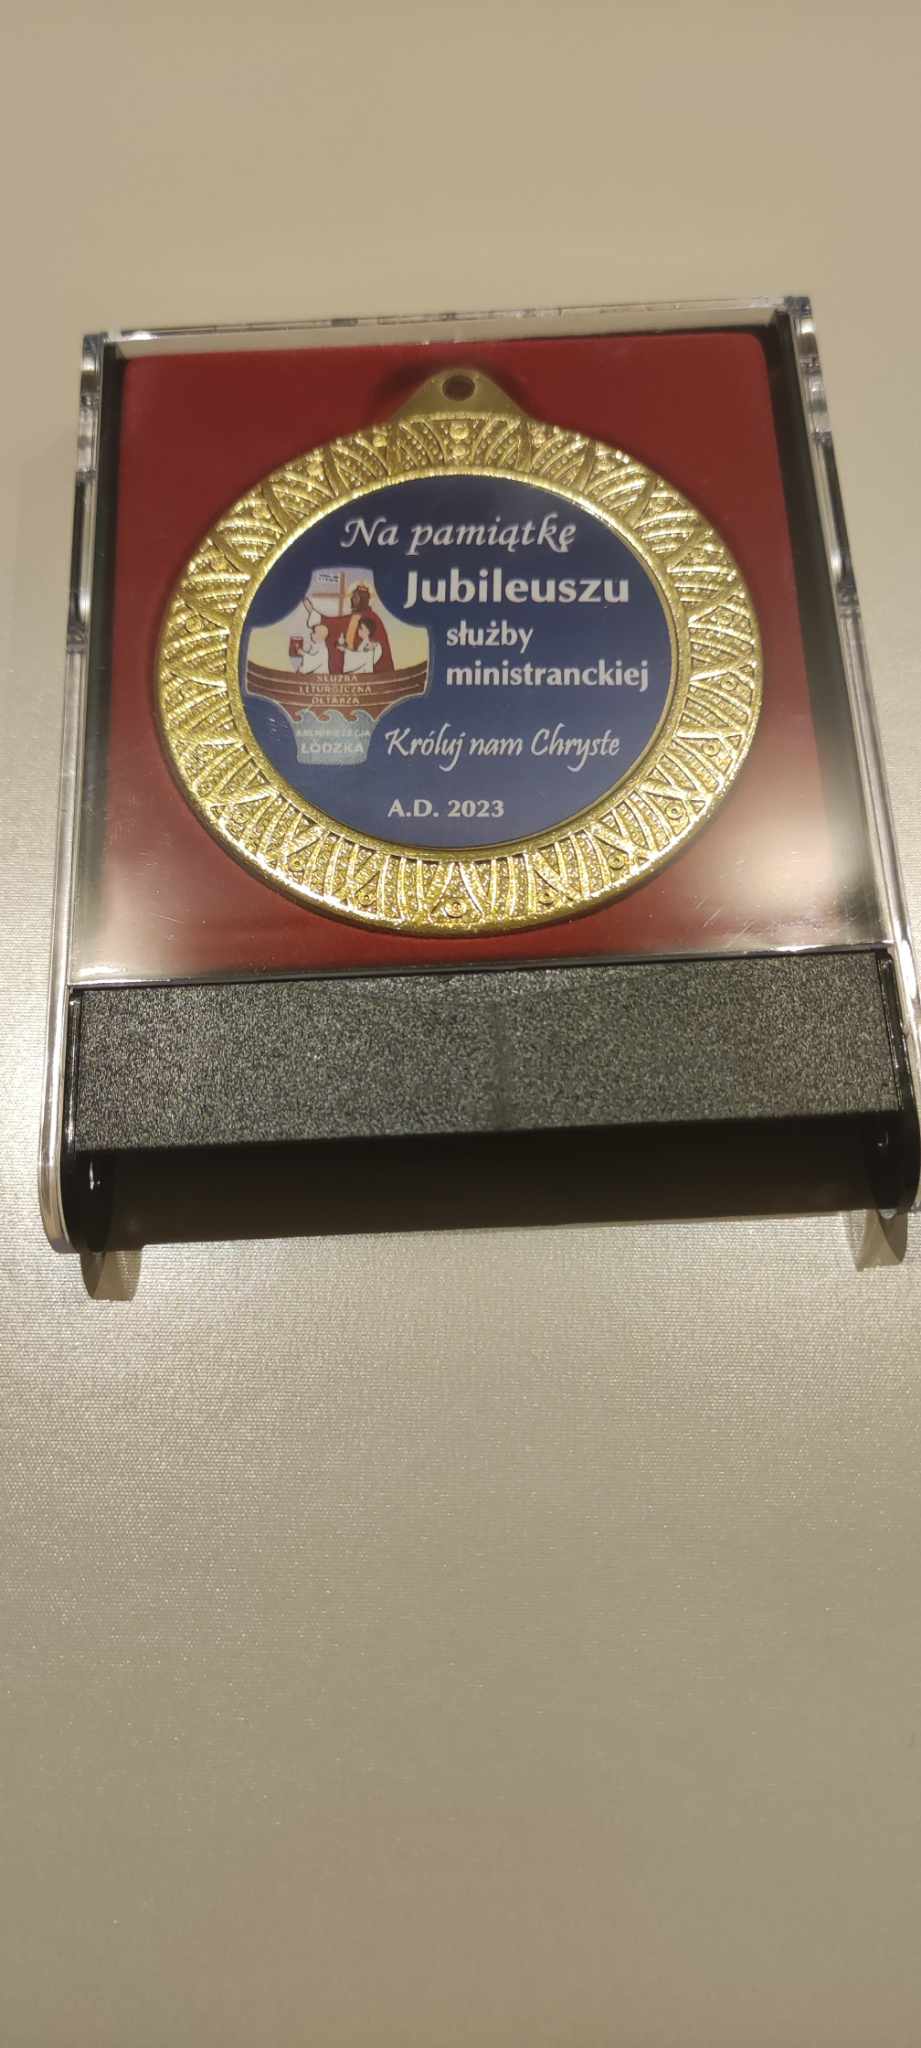 Na pamiątkę
Jubileuszu
służby
ministranckiej
Króluj nam Chryste
A.D. 2023
SŁUŻBA
LITURGICZNA
OŁTARZA
ARCHIDIECEZJA
ŁÓDZKA